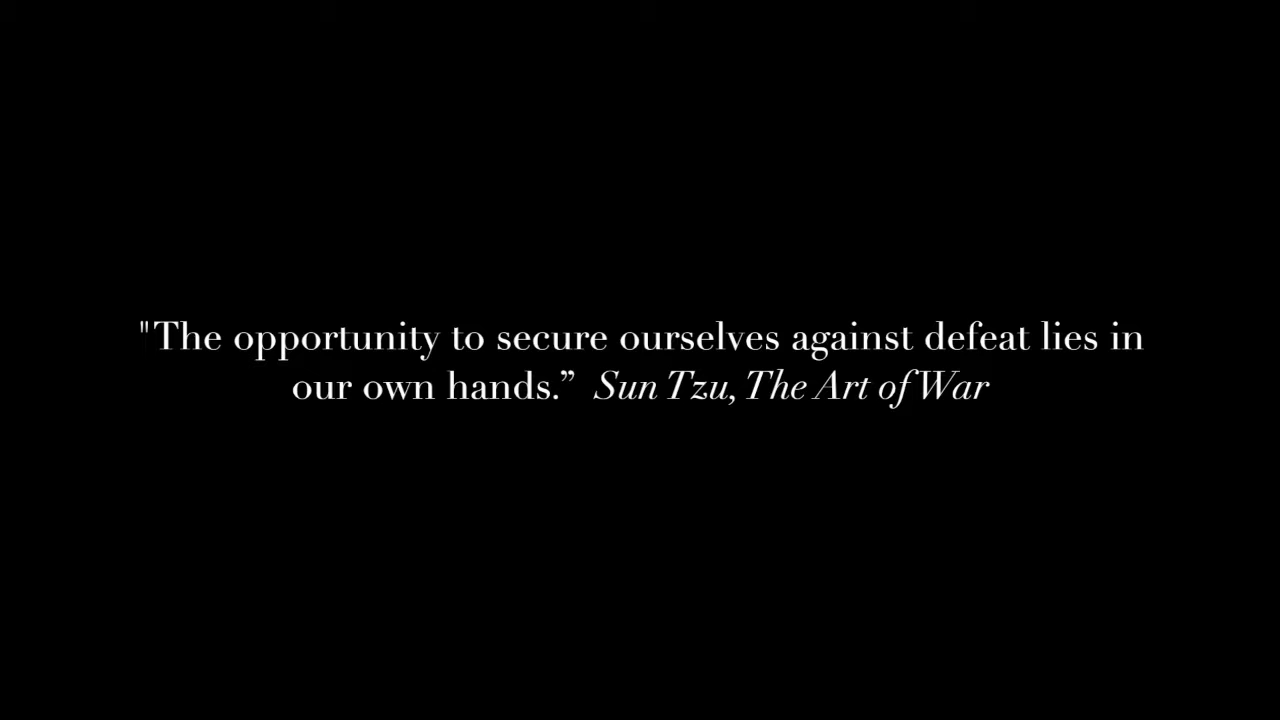 "The opportunity to secure ourselves against defeat lies in
our own hands.”  Sun Tzu, The Art of War